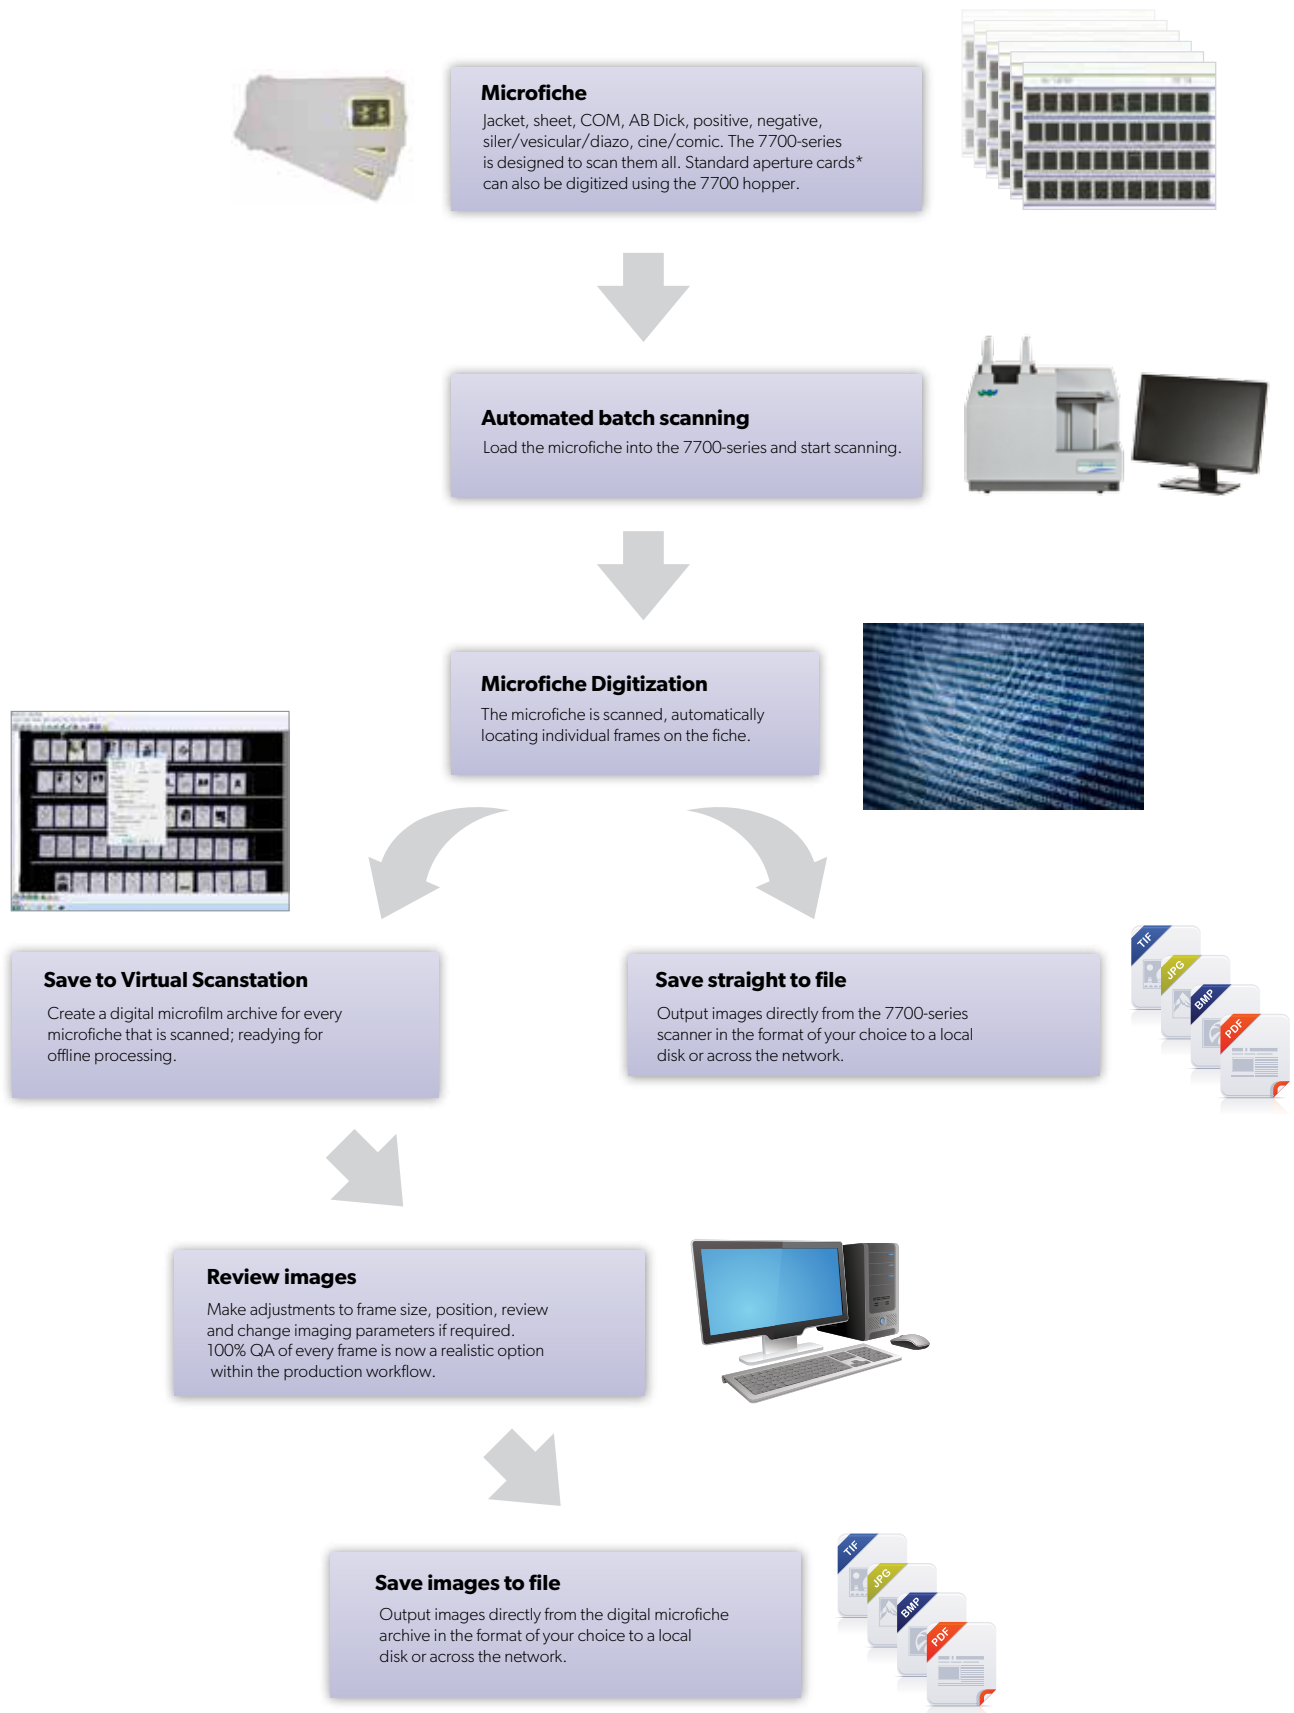 Microfiche
Jacket, sheet, COM, AB Dick, positive, negative,
siler/vesicular/diazo, cine/comic. The 7700-series
is designed to scan them all. Standard aperture cards*
can also be digitized using the 7700 hopper.
Automated batch scanning
Load the microfiche into the 7700-series and start scanning.
Microfiche Digitization
The microfiche is scanned, automatically
locating individual frames on the fiche.
Save to Virtual Scanstation
Create a digital microfilm archive for every
microfiche that is scanned; readying for
offline processing.
Save straight to file
Output images directly from the 7700-series
scanner in the format of your choice to a local
disk or across the network.
TIF
JPG
BMP
PDF
Review images
Make adjustments to frame size, position, review
and change imaging parameters if required.
100% QA of every frame is now a realistic option
within the production workflow.
Save images to file
Output images directly from the digital microfiche
archive in the format of your choice to a local
disk or across the network.
TIF
JPG
BMP
PDF